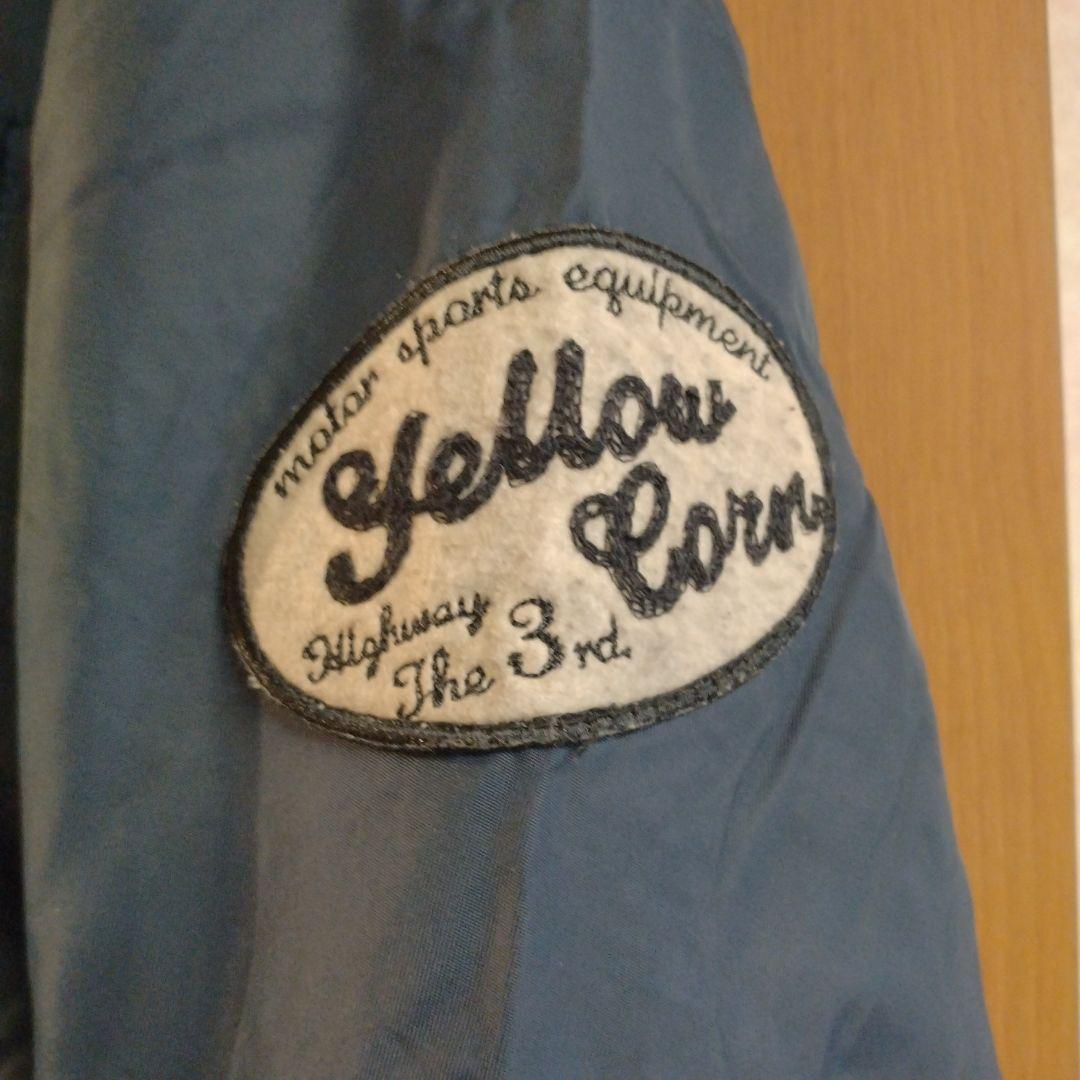 motor sports equipment
Yellow
Corn
Highway
The 3rd.